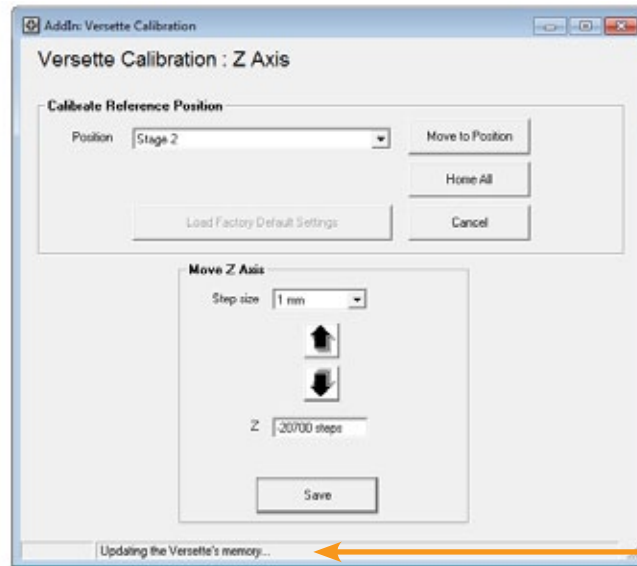 AddIn: Versette Calibration
Versette Calibration : Z Axis
Calibrate Reference Position
Position Stage 2 Move to Position
Home All
Load Factory Default Settings Cancel
Move Z Axis
Step size 1 mm
Z -20700 steps
Save
Updating the Versette's memory...